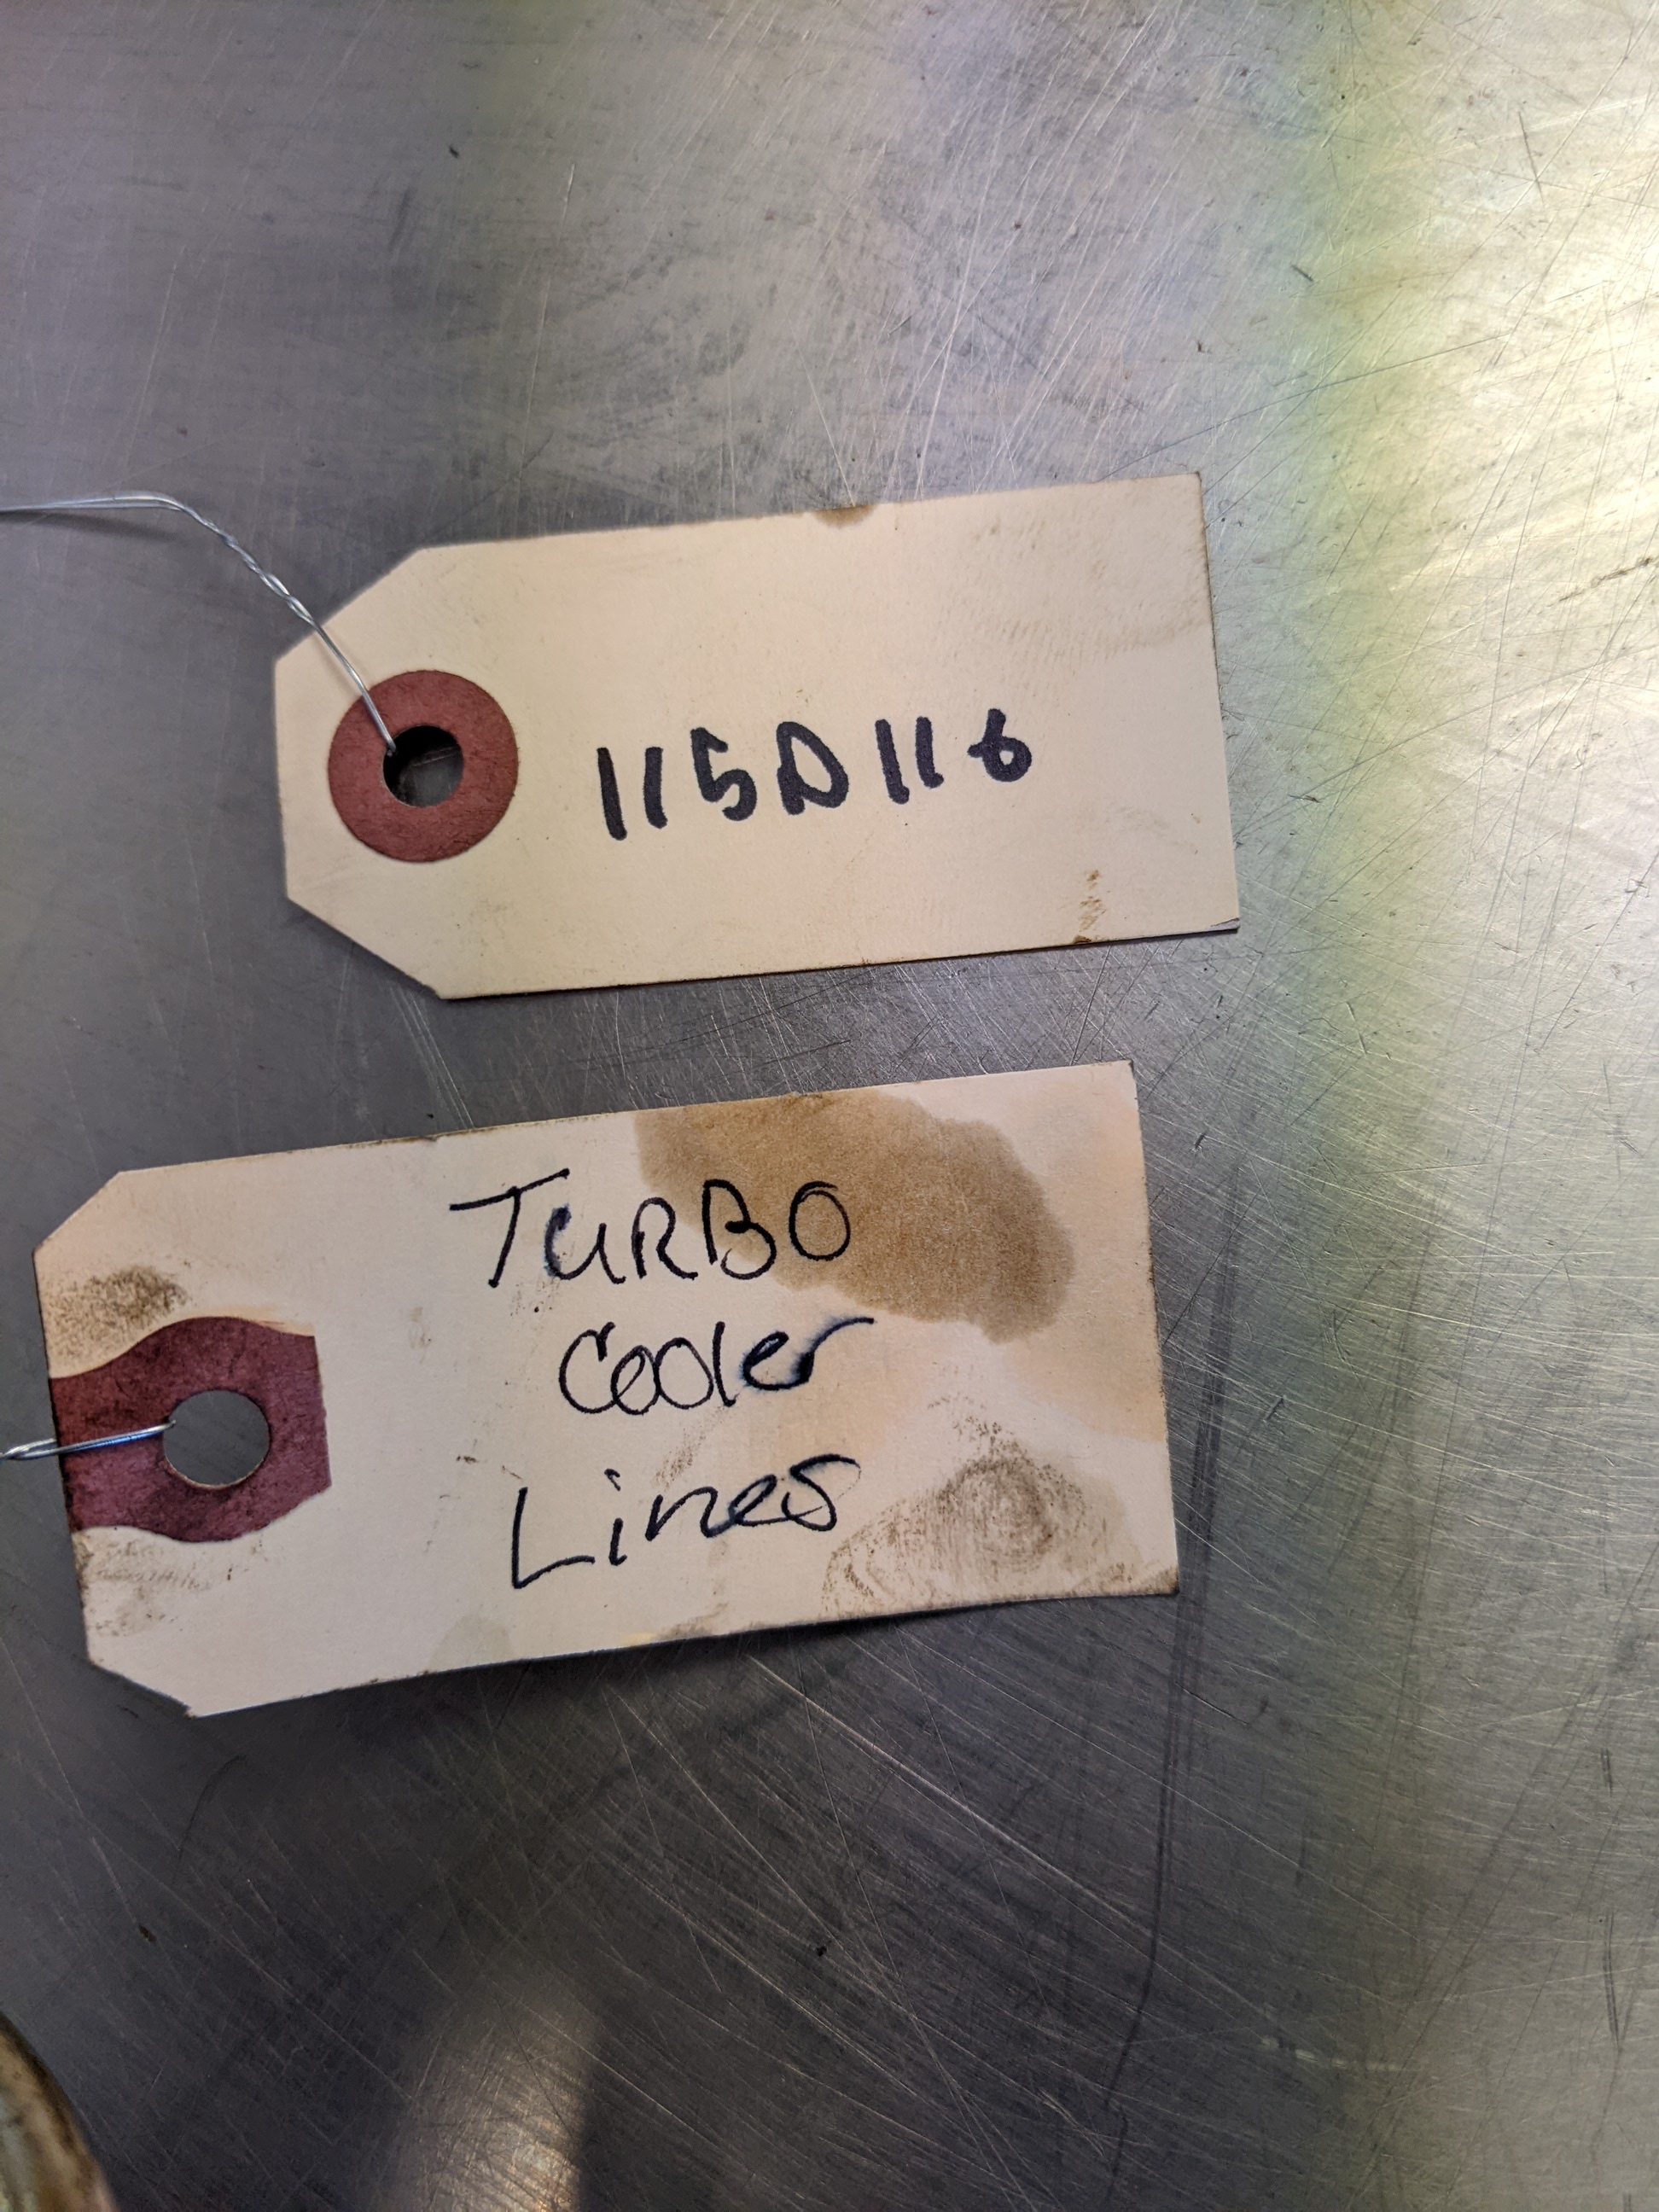 115D116
TURBO
Cooler
Lines